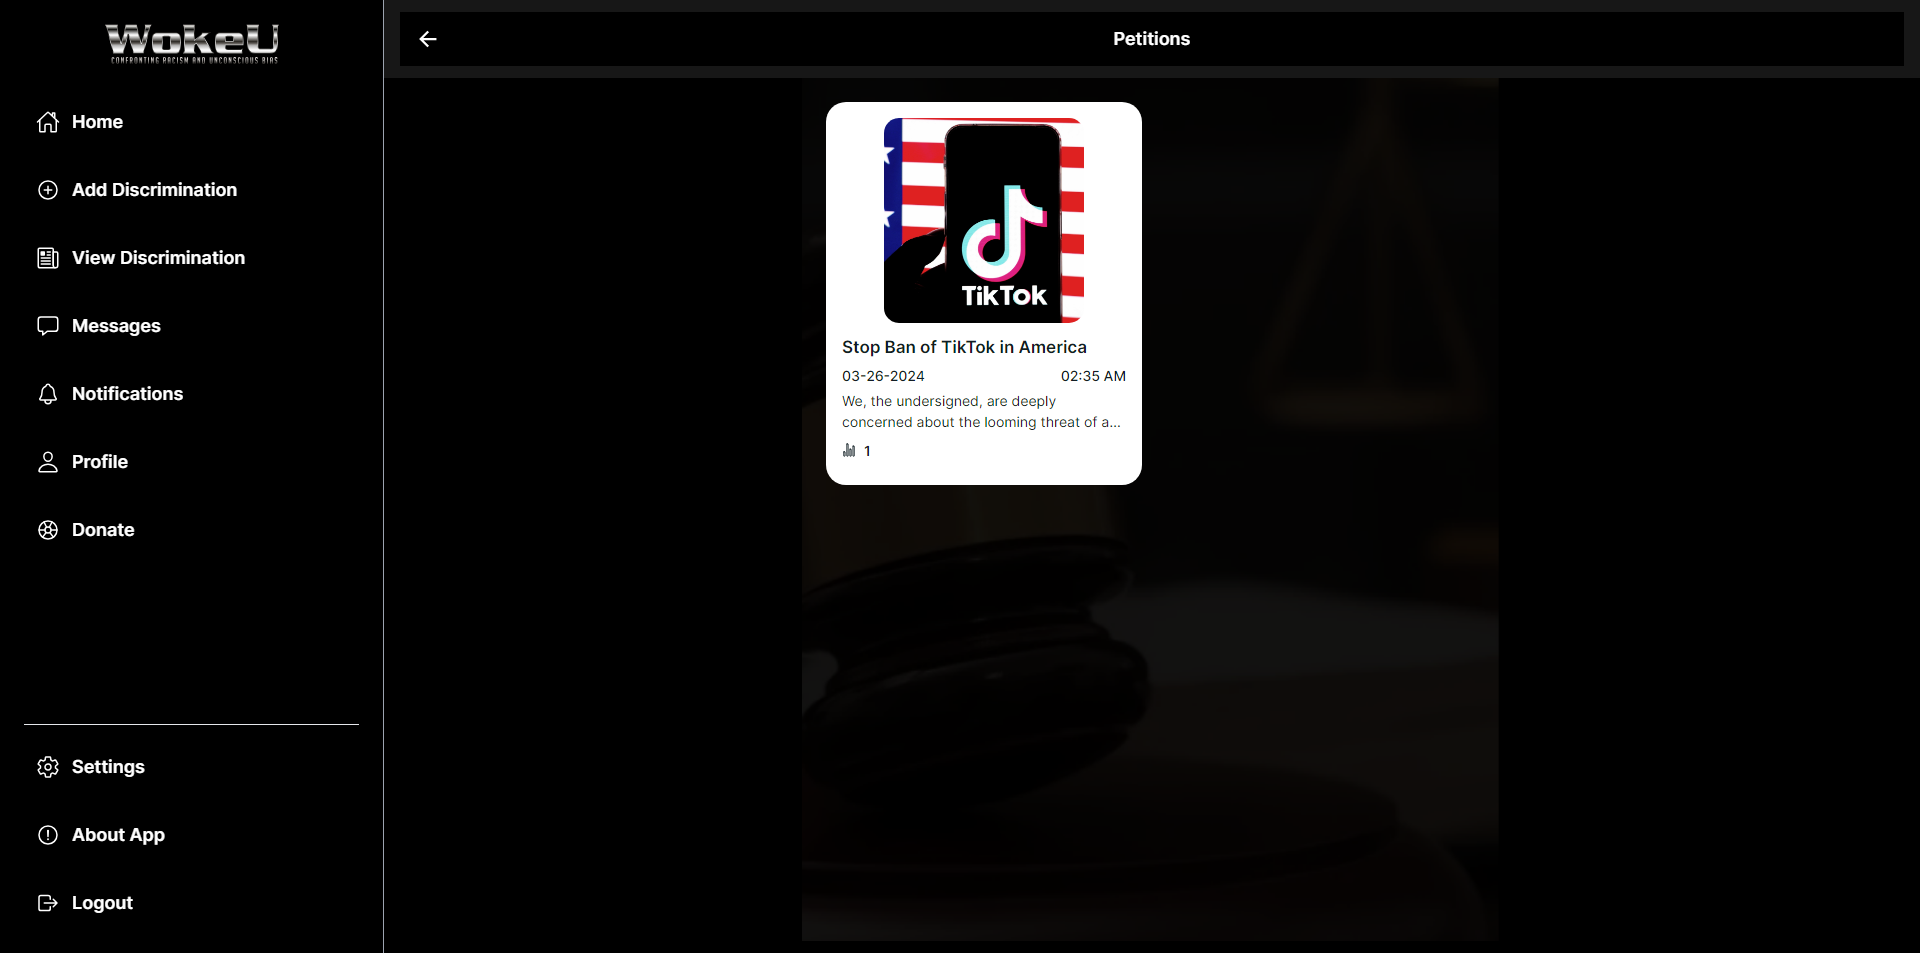 WokeU
CONFRONTING RACISM AND UNCONSCIOUS BIAS
Home
Add Discrimination
View Discrimination
Messages
Notifications
Profile
Donate
Settings
About App
Logout
Petitions
TikTok
Stop Ban of TikTok in America
03-26-2024 02:35 AM
We, the undersigned, are deeply
concerned about the looming threat of a...
1